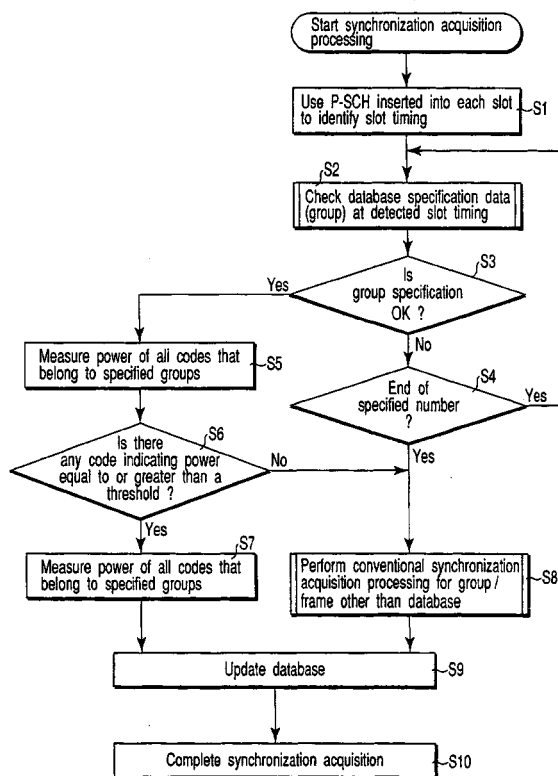 Start synchronization acquisition
processing
Use P-SCH inserted into each slot
to identify slot timing
S1
S2
Check database specification data
(group) at detected slot timing
S3
Is
group specification
OK ?
Yes
No
Measure power of all codes that
belong to specified groups
S5
S4
End of
specified number
?
Yes
Yes
S6
Is there
any code indicating power
equal to or greater than a
threshold ?
No
Yes
S7
Measure power of all codes that
belong to specified groups
Perform conventional synchronization
acquisition processing for group /
frame other than database
S8
Update database
S9
Complete synchronization acquisition
S10